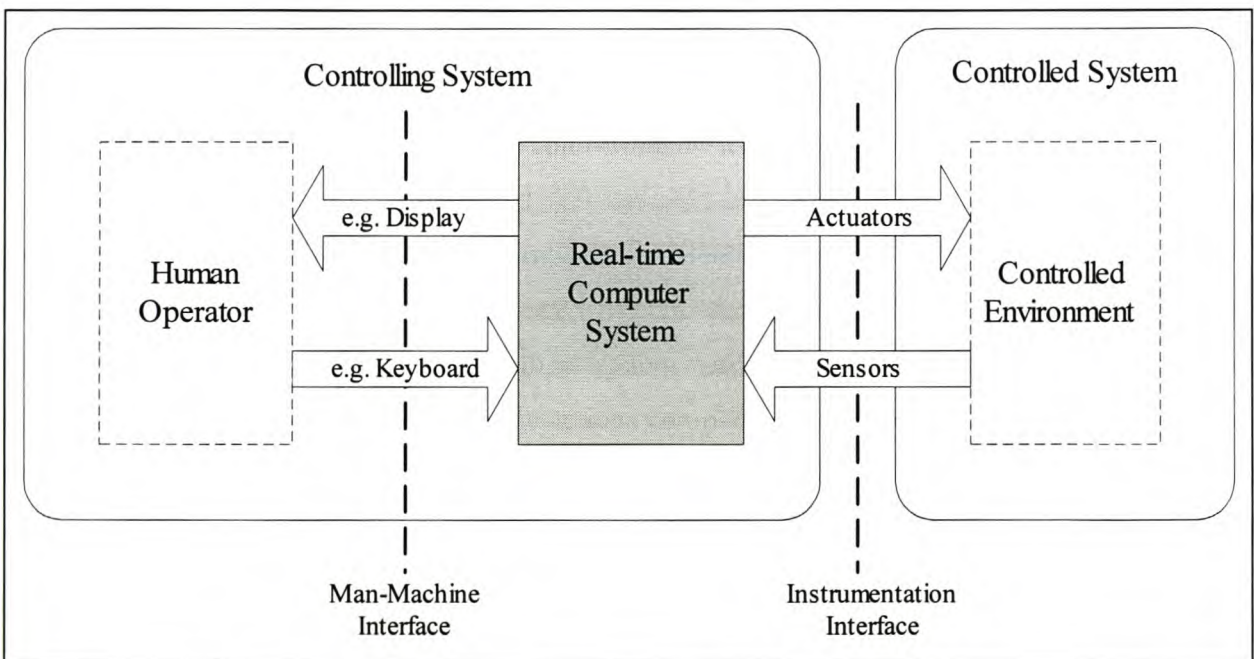 Controlling System
Controlled System
Human
Operator
e.g. Display
e.g. Keyboard
Real-time
Computer
System
Actuators
Sensors
Controlled
Environment
Man-Machine
Interface
Instrumentation
Interface